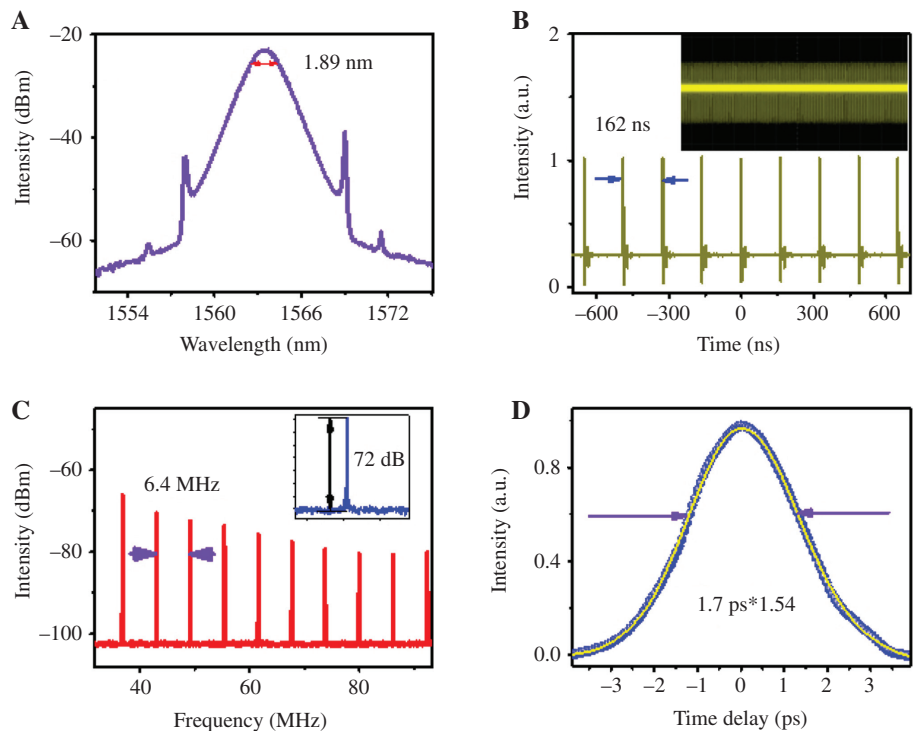 A
Intensity (dBm)
−20
−40
−60
1.89 nm
1554 1560 1566 1572
Wavelength (nm)
B
Intensity (a.u.)
2
1
0
162 ns
−600 −300 0 300 600
Time (ns)
C
Intensity (dBm)
−60
−80
−100
6.4 MHz
72 dB
40 50 60 70 80 90
Frequency (MHz)
D
Intensity (a.u.)
0.8
0.4
0.0
1.7 ps*1.54
−3 −2 −1 0 1 2 3
Time delay (ps)